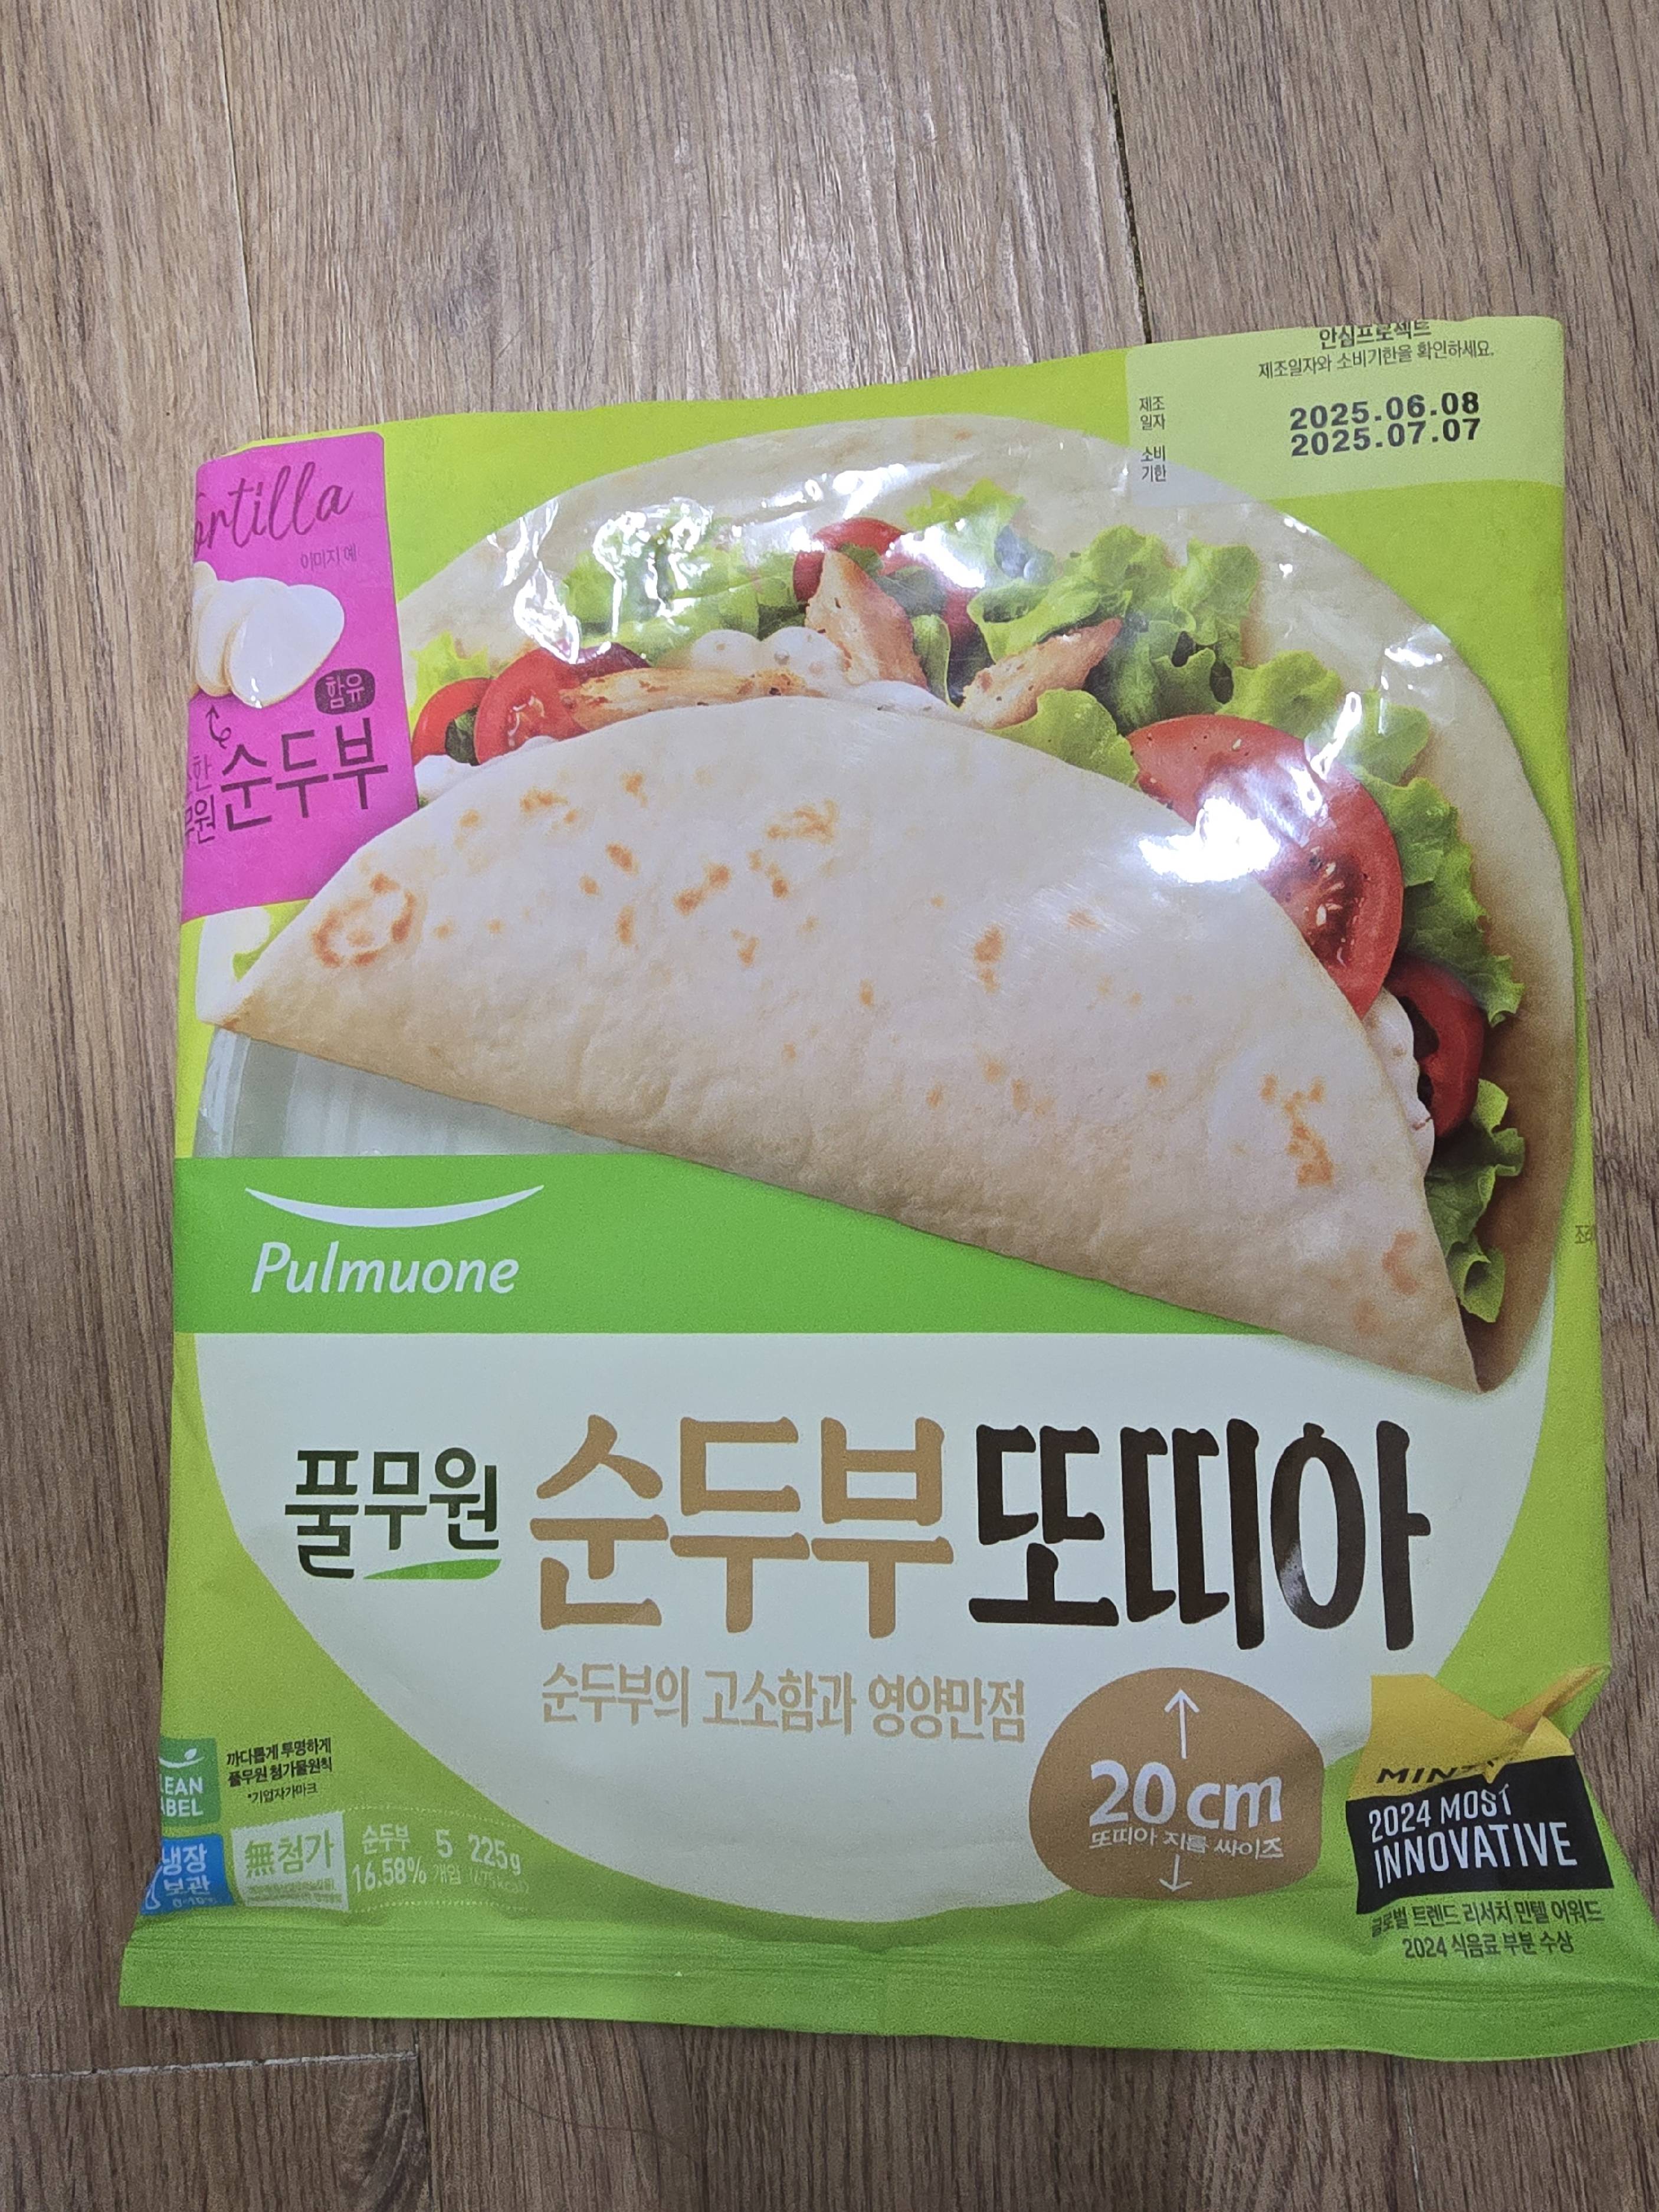 안심프로젝트
제조일자와 소비기한을 확인하세요.
제조
일자
2025.06.08
소비
기한
2025.07.07
ortilla
이미지 예
함유
순두부
Pulmuone
풀무원 순두부 또띠아
순두부의 고소함과 영양만점
20cm
또띠아 지름 싸이즈
까다롭게 투명하게
풀무원 첨가물원칙
*기업자가마크
EAN
BEL
냉장
보관
0~10℃
無첨가
순두부
16.58%
5
개입
225g
2024 MOST
INNOVATIVE
글로벌 트렌드 리서치 민텔 어워드
2024 식음료 부분 수상